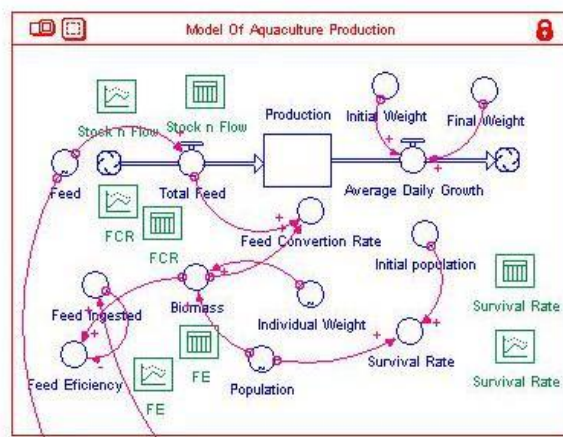 Model Of Aquaculture Production
Stock n Flow
Stock n Flow
Production
Initial Weight
Final Weight
Feed
Total Feed
Average Daily Growth
FCR
FCR
Feed Convertion Rate
Initial population
Feed Ingested
Biomass
Individual Weight
Survival Rate
Feed Eficiency
FE
FE
Population
Survival Rate
Survival Rate